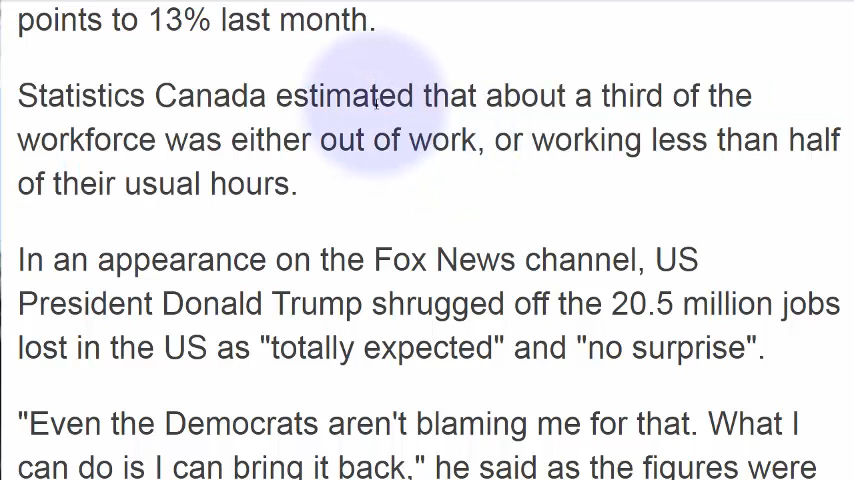 points to 13% last month.
Statistics Canada estimated that about a third of the
workforce was either out of work, or working less than half
of their usual hours.
In an appearance on the Fox News channel, US
President Donald Trump shrugged off the 20.5 million jobs
lost in the US as "totally expected" and "no surprise".
"Even the Democrats aren't blaming me for that. What I
can do is I can bring it back," he said as the figures were